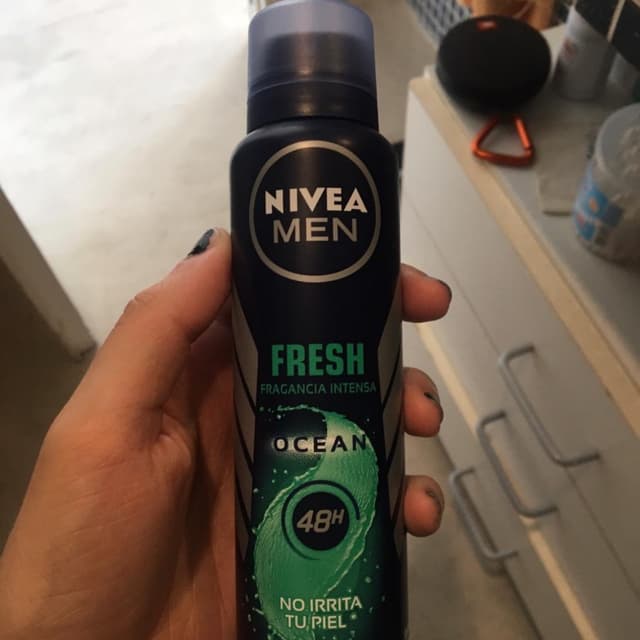 NIVEA
MEN
FRESH
FRAGANCIA INTENSA
OCEAN
48H
NO IRRITA
TU PIEL